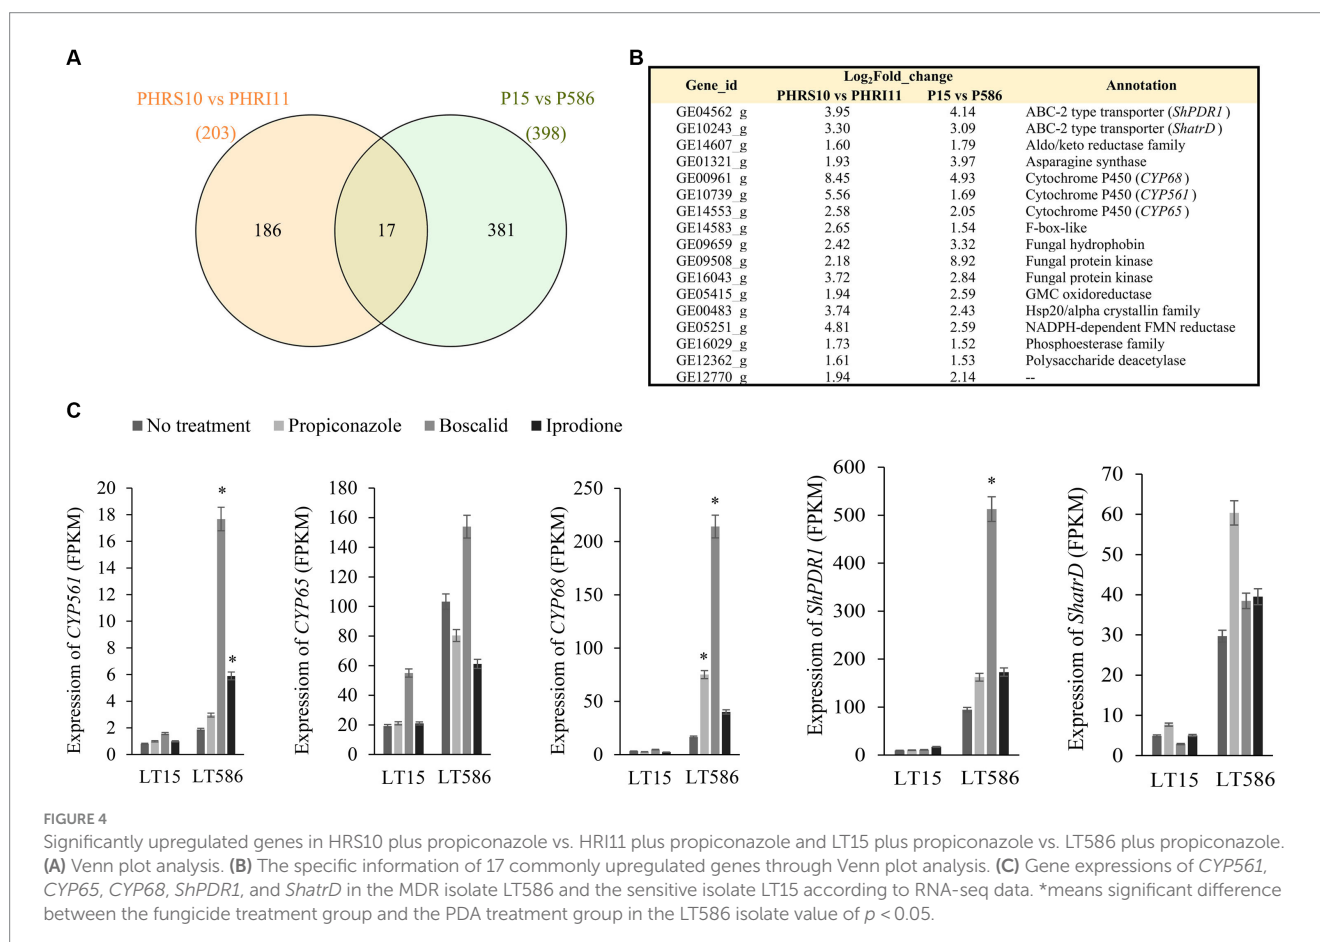 A
PHRS10 vs PHRI11
(203)
P15 vs P586
(398)
186
17
381
B
Gene_id Log2Fold_change Annotation
PHRS10 vs PHRI11 P15 vs P586
GE04562_g 3.95 4.14 ABC-2 type transporter (ShPDR1 )
GE10243_g 3.30 3.09 ABC-2 type transporter (ShatrD )
GE14607_g 1.60 1.79 Aldo/keto reductase family
GE01321_g 1.93 3.97 Asparagine synthase
GE00961_g 8.45 4.93 Cytochrome P450 (CYP68 )
GE10739_g 5.56 1.69 Cytochrome P450 (CYP561 )
GE14553_g 2.58 2.05 Cytochrome P450 (CYP65 )
GE14583_g 2.65 1.54 F-box-like
GE09659_g 2.42 3.32 Fungal hydrophobin
GE09508_g 2.18 8.92 Fungal protein kinase
GE16043_g 3.72 2.84 Fungal protein kinase
GE05415_g 1.94 2.59 GMC oxidoreductase
GE00483_g 3.74 2.43 Hsp20/alpha crystallin family
GE05251_g 4.81 2.59 NADPH-dependent FMN reductase
GE16029_g 1.73 1.52 Phosphoesterase family
GE12362_g 1.61 1.53 Polysaccharide deacetylase
GE12770_g 1.94 2.14 --
C
No treatment Propiconazole Boscalid Iprodione
Expressiom of CYP561 (FPKM)
20
18
16
14
12
10
8
6
4
2
0
*
*
LT15 LT586
Expressiom of CYP65 (FPKM)
180
160
140
120
100
80
60
40
20
0
LT15 LT586
Expressiom of CYP68 (FPKM)
250
200
150
100
50
0
*
*
LT15 LT586
Expressiom of ShPDR1 (FPKM)
600
500
400
300
200
100
0
*
LT15 LT586
Expressiom of ShatrD (FPKM)
70
60
50
40
30
20
10
0
LT15 LT586
FIGURE 4
Significantly upregulated genes in HRS10 plus propiconazole vs. HRI11 plus propiconazole and LT15 plus propiconazole vs. LT586 plus propiconazole.
(A) Venn plot analysis. (B) The specific information of 17 commonly upregulated genes through Venn plot analysis. (C) Gene expressions of CYP561,
CYP65, CYP68, ShPDR1, and ShatrD in the MDR isolate LT586 and the sensitive isolate LT15 according to RNA-seq data. *means significant difference
between the fungicide treatment group and the PDA treatment group in the LT586 isolate value of p < 0.05.